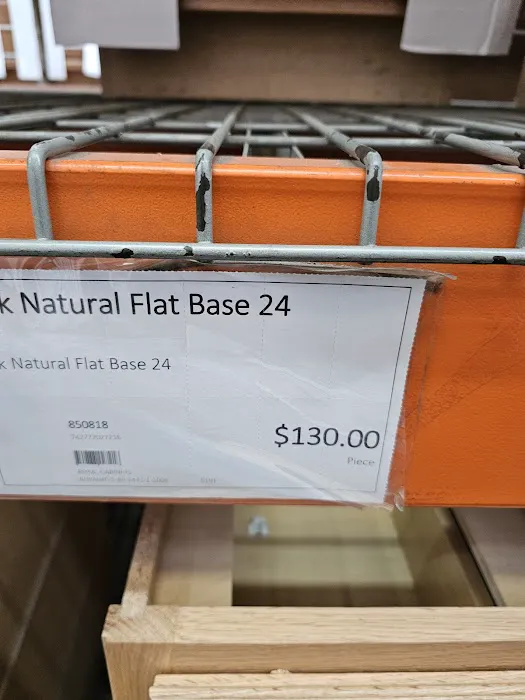 k Natural Flat Base 24
k Natural Flat Base 24
850818
$130.00
Piece